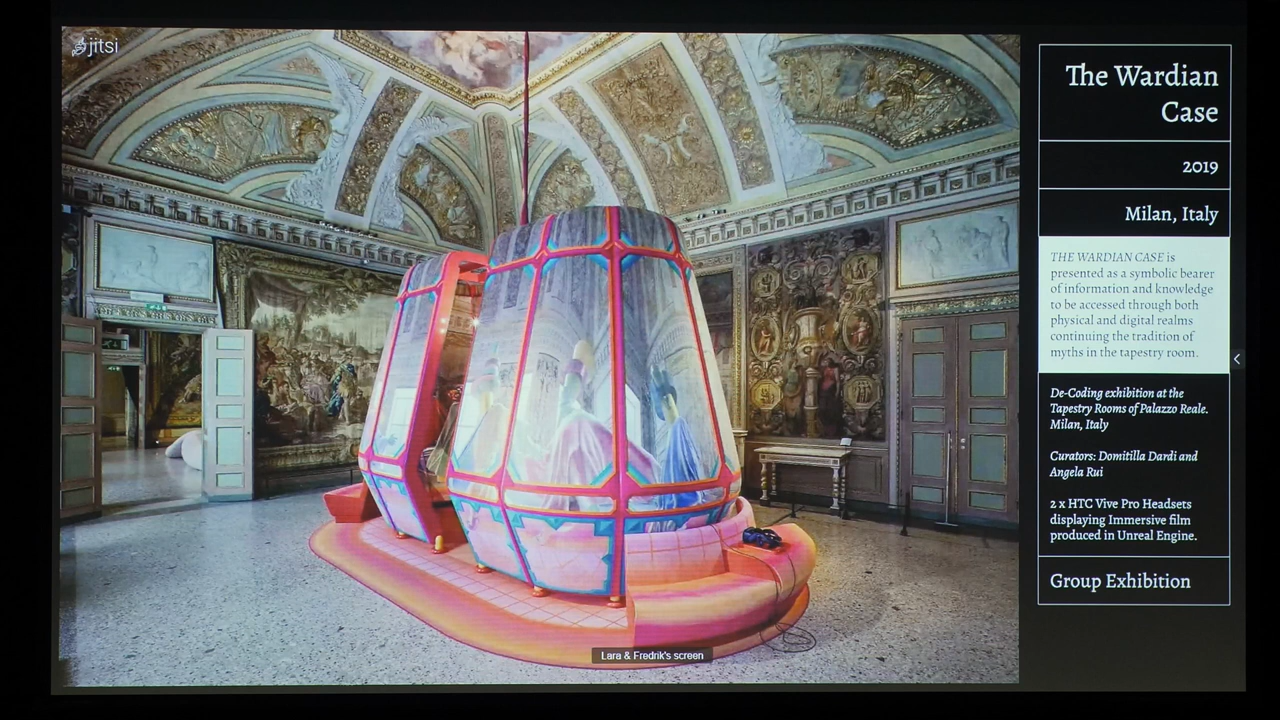 jitsi
The Wardian
Case
2019
Milan, Italy
THE WARDIAN CASE is
presented as a symbolic bearer
of information and knowledge
to be accessed through both
physical and digital realms
continuing the tradition of
myths in the tapestry room.
De-Coding exhibition at the
Tapestry Rooms of Palazzo Reale.
Milan, Italy
Curators: Domitilla Dardi and
Angela Rui
2 x HTC Vive Pro Headsets
displaying Immersive film
produced in Unreal Engine.
Group Exhibition
Lara & Fredrik's screen